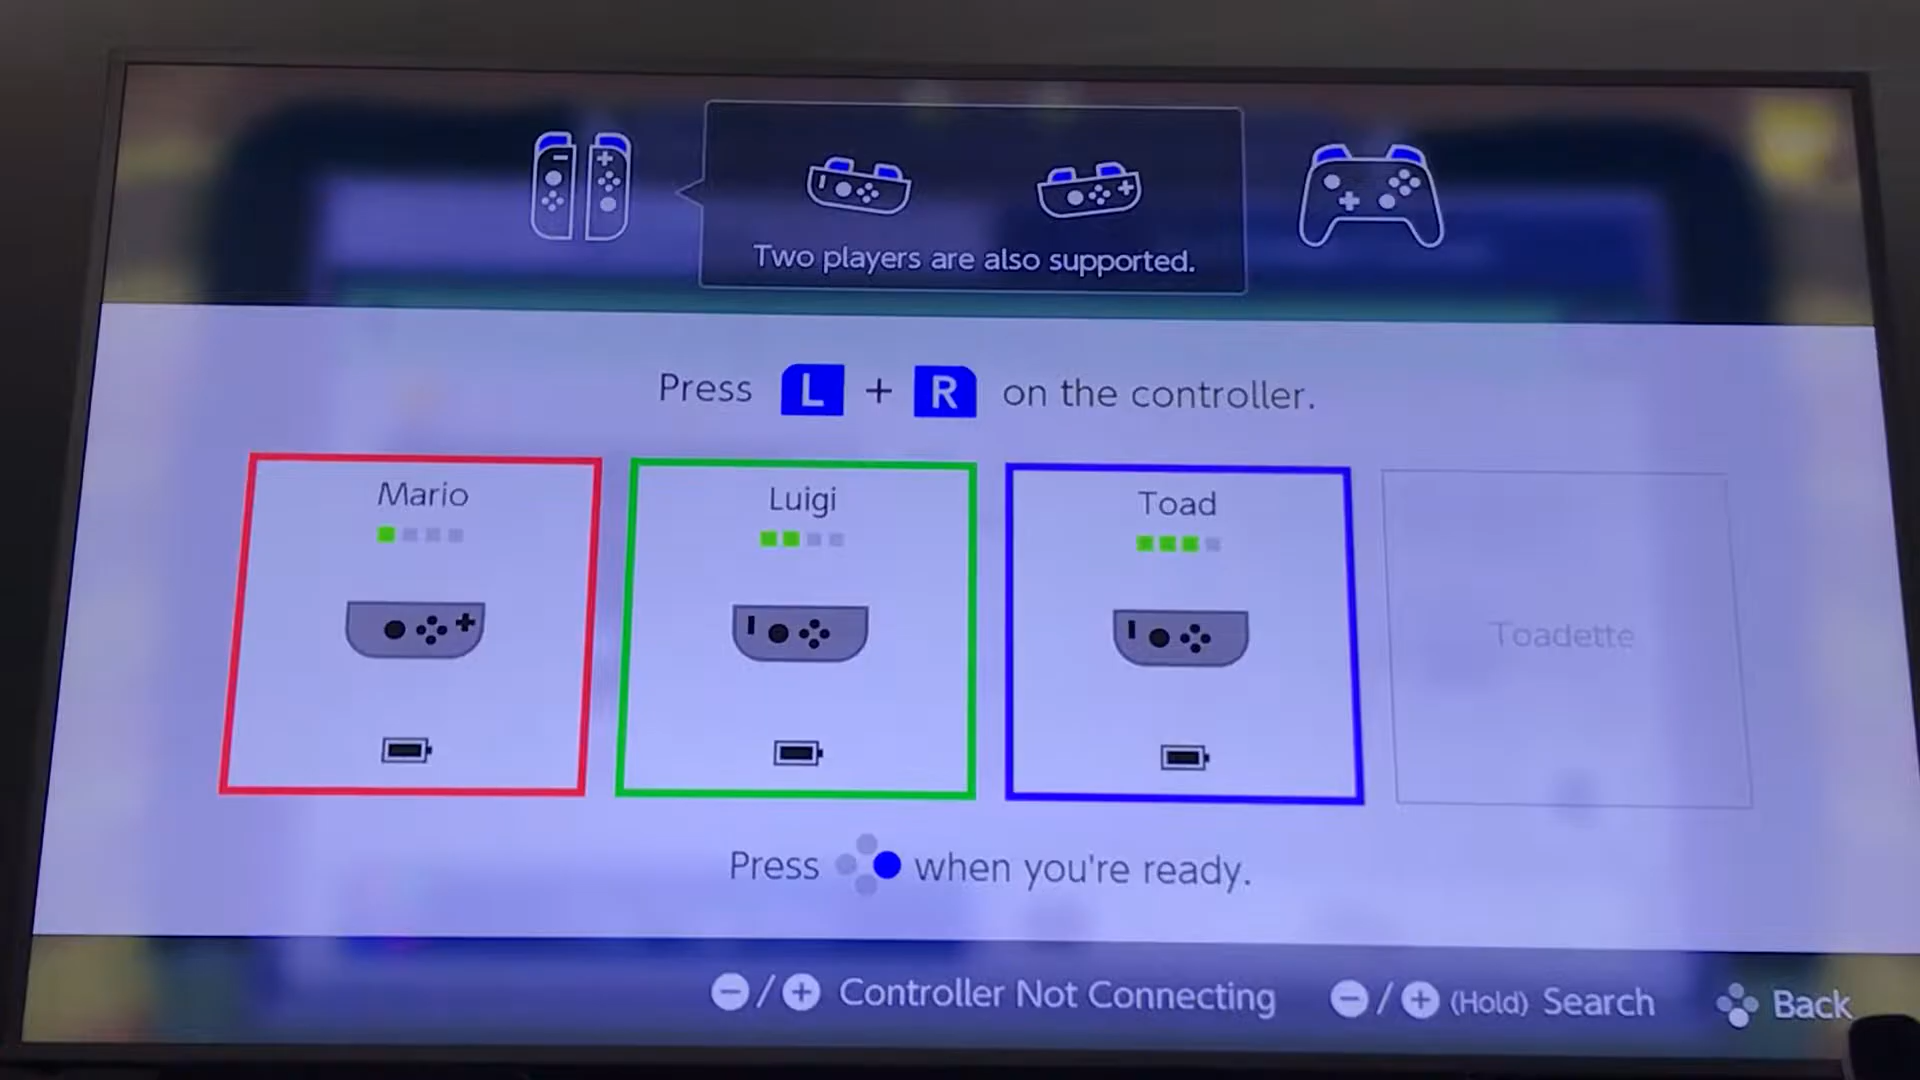 Two players are also supported.
Press L + R on the controller.
Mario
Luigi
Toad
Toadette
Press when you're ready.
−/+ Controller Not Connecting
−/+ (Hold) Search
Back